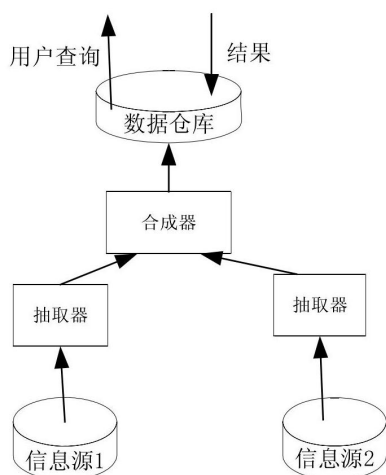 用户查询
结果
数据仓库
合成器
抽取器
抽取器
信息源1
信息源2